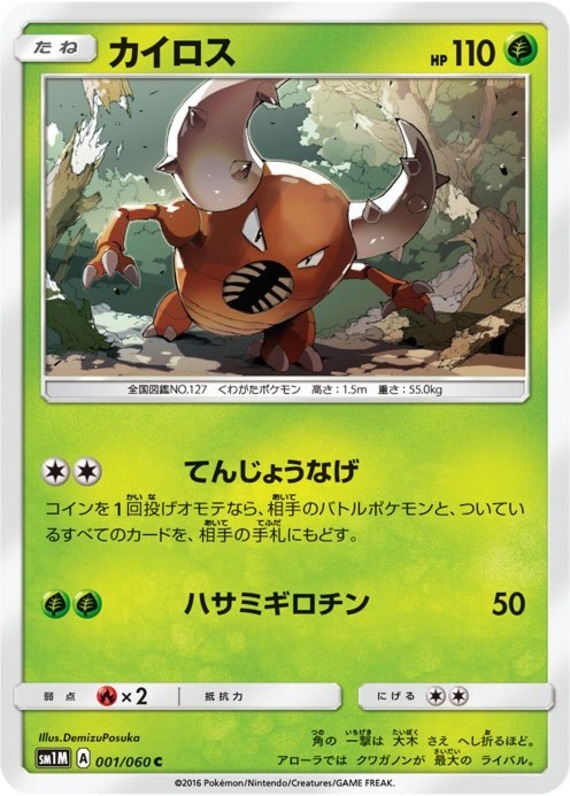 たね カイロス HP 110
全国図鑑NO.127 くわがたポケモン 高さ：1.5m 重さ：55.0kg
てんじょうなげ
コインを1回投げオモテなら、相手のバトルポケモンと、ついてい
るすべてのカードを、相手の手札にもどす。
ハサミギロチン 50
弱点 ×2 抵抗力 にげる
Illus.DemizuPosuka
SM1M A 001/060 C
角の 一撃は 大木 さえ へし折るほど。
アローラでは クワガノンが 最大の ライバル。
©2016 Pokémon/Nintendo/Creatures/GAME FREAK.